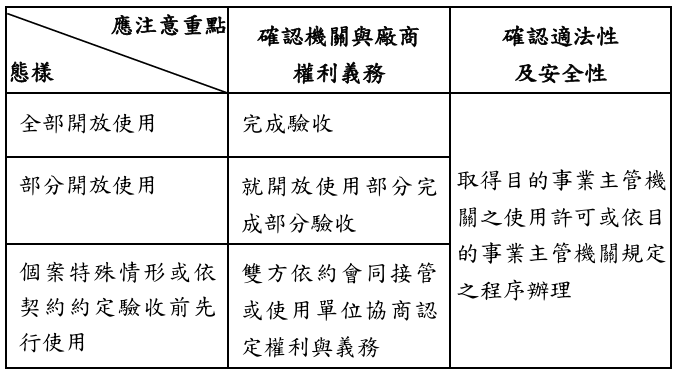 應注意重點
態樣
確認機關與廠商
權利義務
確認適法性
及安全性
全部開放使用
完成驗收
部分開放使用
就開放使用部分完
成部分驗收
個案特殊情形或依
契約約定驗收前先
行使用
雙方依約會同接管
或使用單位協商認
定權利與義務
取得目的事業主管機
關之使用許可或依目
的事業主管機關規定
之程序辦理